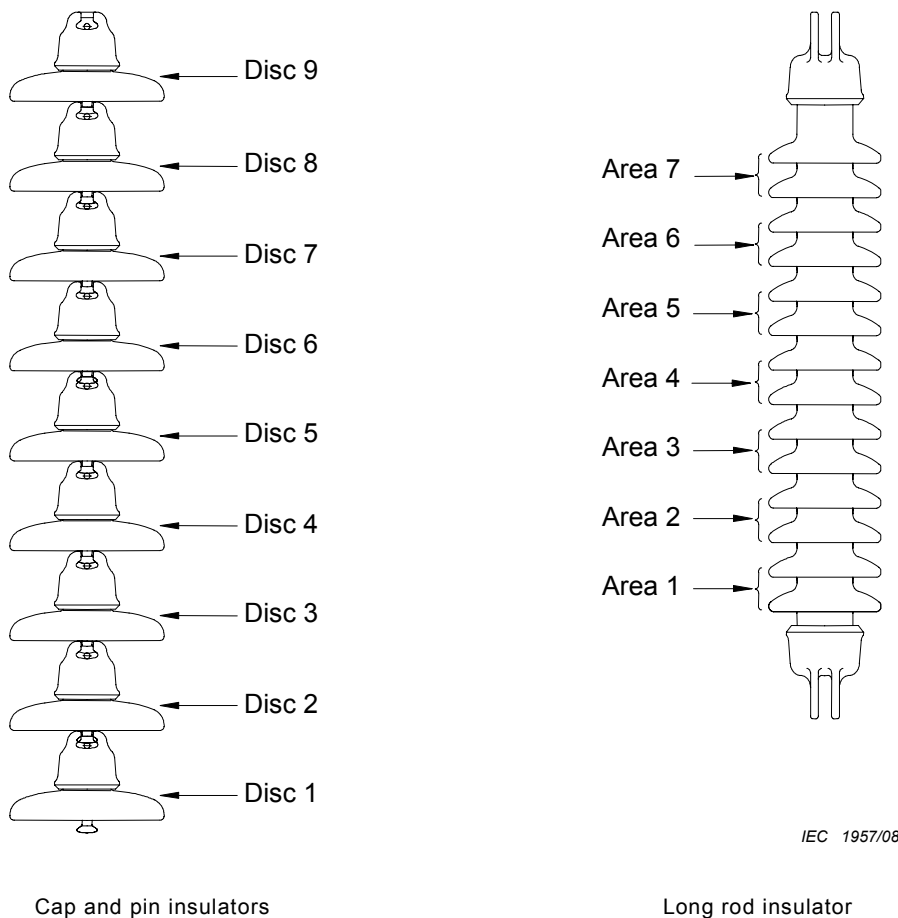 Disc 9
Disc 8
Disc 7
Disc 6
Disc 5
Disc 4
Disc 3
Disc 2
Disc 1
Area 7
Area 6
Area 5
Area 4
Area 3
Area 2
Area 1
IEC 1957/08
Cap and pin insulators
Long rod insulator